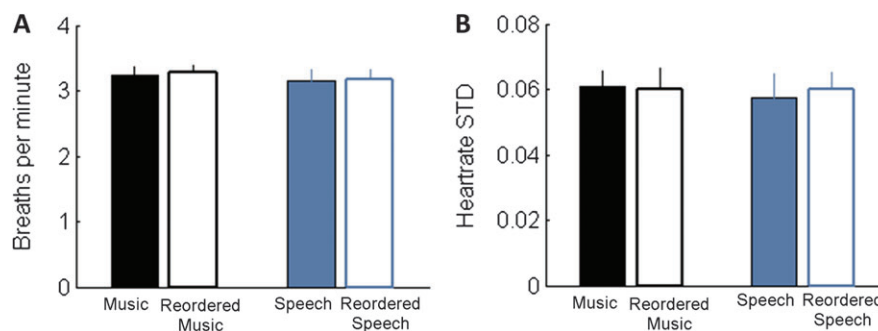 A
Breaths per minute
4
3
2
1
0
Music
Reordered
Music
Speech
Reordered
Speech
B
Heartrate STD
0.08
0.06
0.04
0.02
0
Music
Reordered
Music
Speech
Reordered
Speech